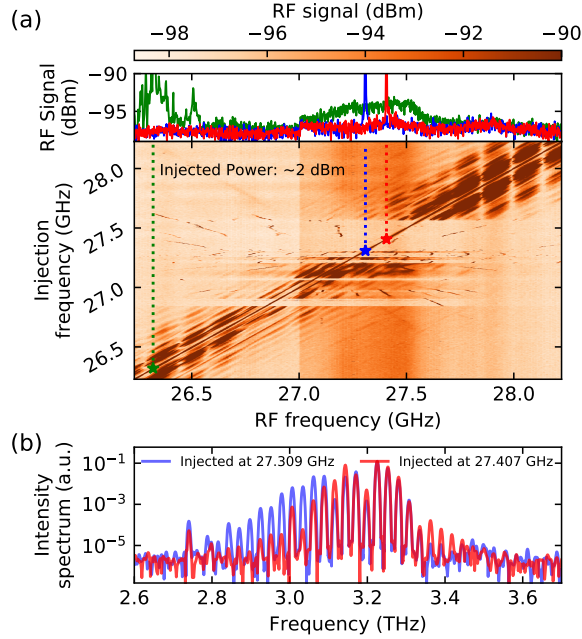 RF signal (dBm)
(a)
−98 −96 −94 −92 −90
RF Signal
(dBm)
−90
−95
Injected Power: ~2 dBm
Injection
frequency (GHz)
28.0
27.5
27.0
26.5
26.5 27.0 27.5 28.0
RF frequency (GHz)
(b)
Intensity
spectrum (a.u.)
10⁻¹
10⁻³
10⁻⁵
Injected at 27.309 GHz
Injected at 27.407 GHz
2.6 2.8 3.0 3.2 3.4 3.6
Frequency (THz)